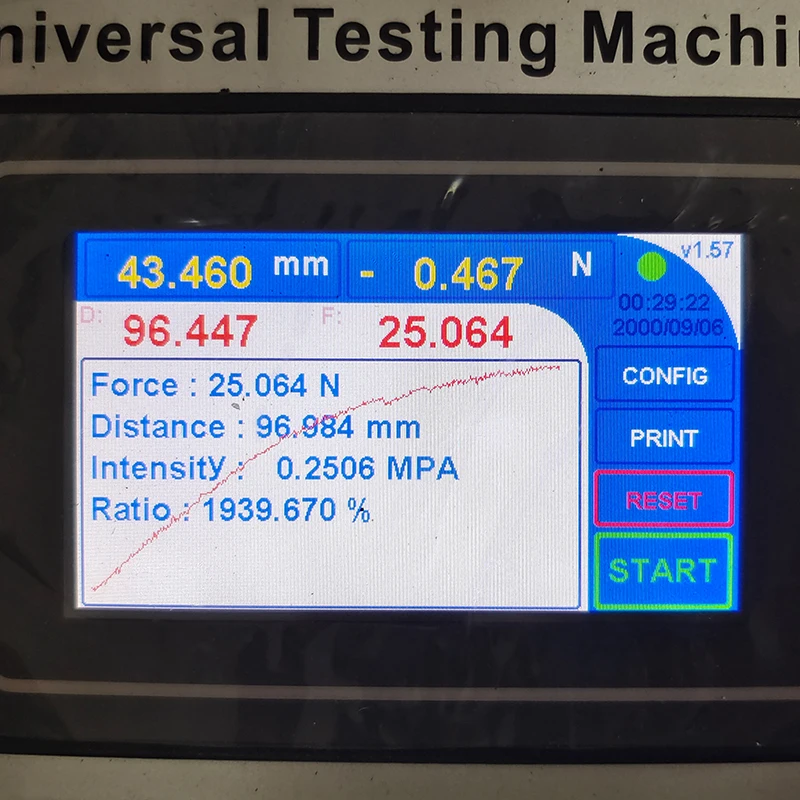 niversal Testing Machi
43.460 mm - 0.467 N
v1.57
00:29:22
2000/09/06
D: 96.447 F: 25.064
Force : 25.064 N
Distance : 96.984 mm
Intensity : 0.2506 MPA
Ratio : 1939.670 %
CONFIG
PRINT
RESET
START